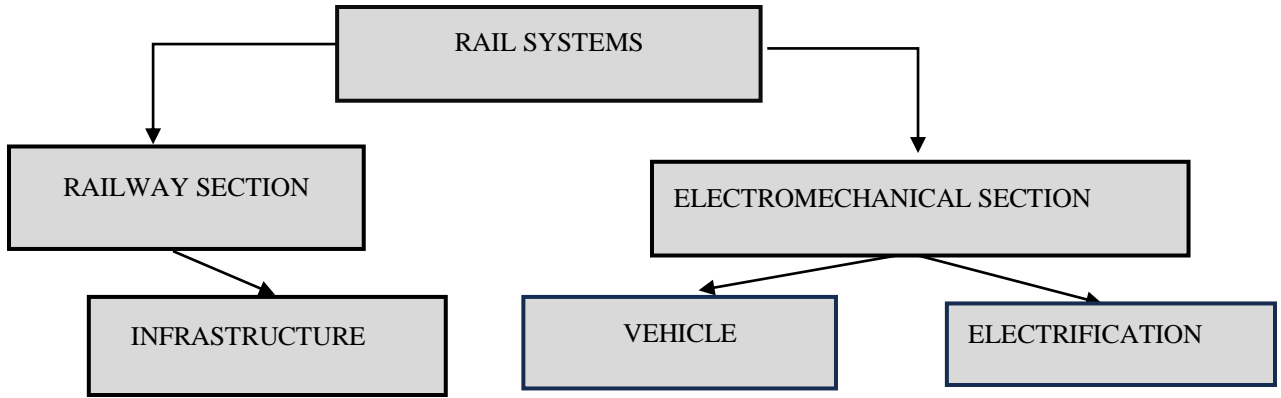 RAIL SYSTEMS
RAILWAY SECTION
ELECTROMECHANICAL SECTION
INFRASTRUCTURE
VEHICLE
ELECTRIFICATION